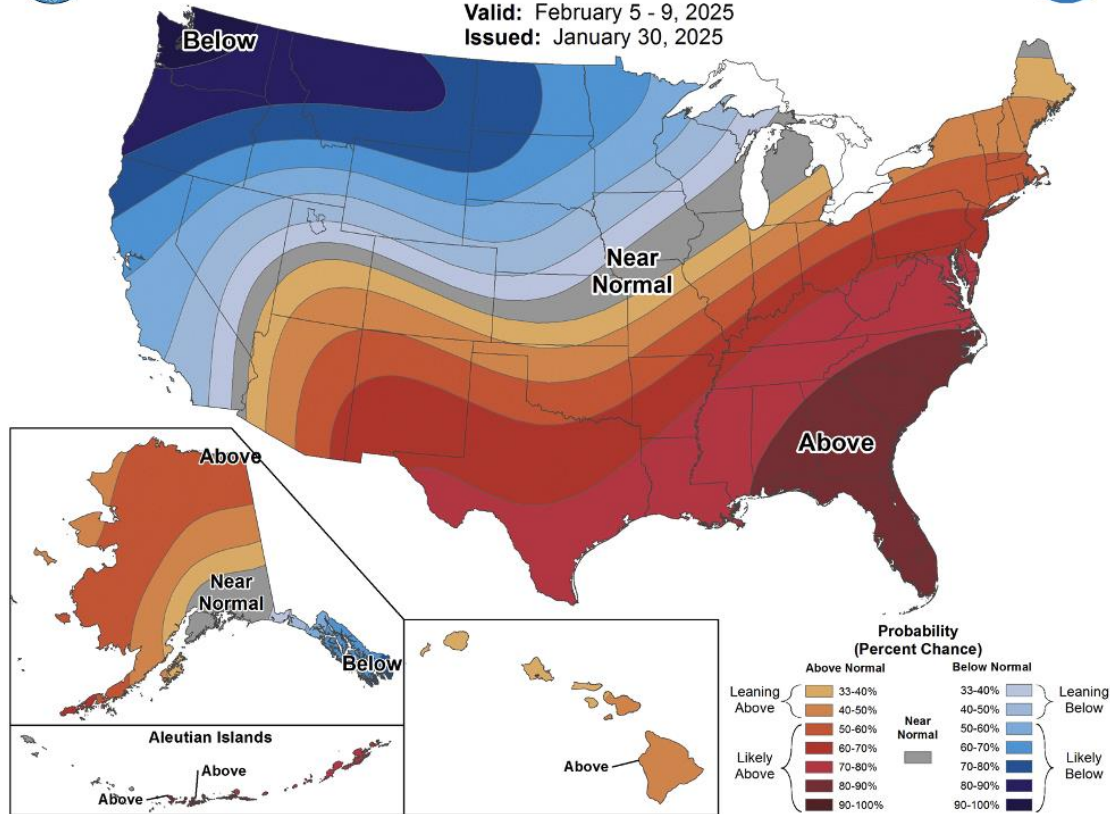 Valid: February 5 - 9, 2025
Issued: January 30, 2025
Below
Near
Normal
Above
Above
Near
Normal
Below
Aleutian Islands
Above
Above
Above
Probability
(Percent Chance)
Above Normal
Below Normal
Leaning
Above
33-40%
40-50%
Likely
Above
50-60%
60-70%
70-80%
80-90%
90-100%
Near
Normal
33-40%
40-50%
Leaning
Below
50-60%
60-70%
70-80%
80-90%
90-100%
Likely
Below